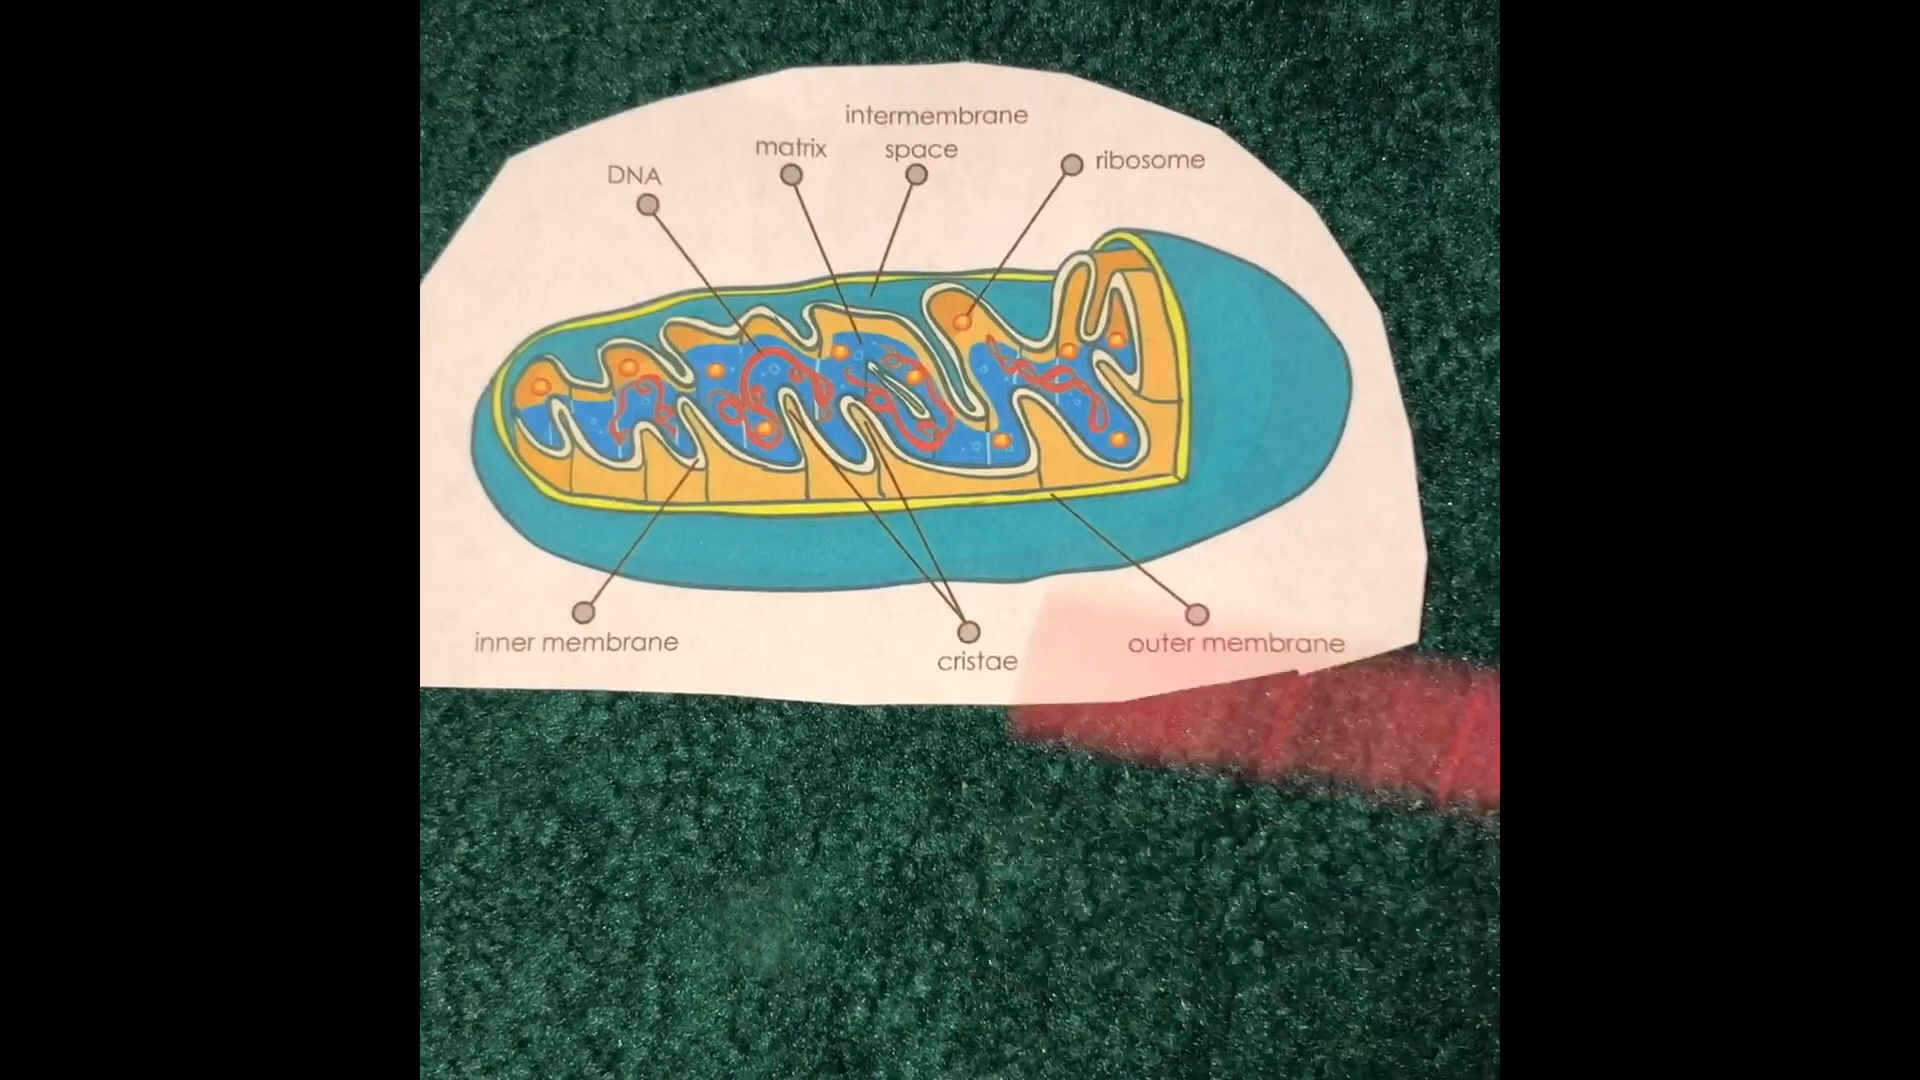 intermembrane
space
matrix
ribosome
DNA
inner membrane
cristae
outer membrane